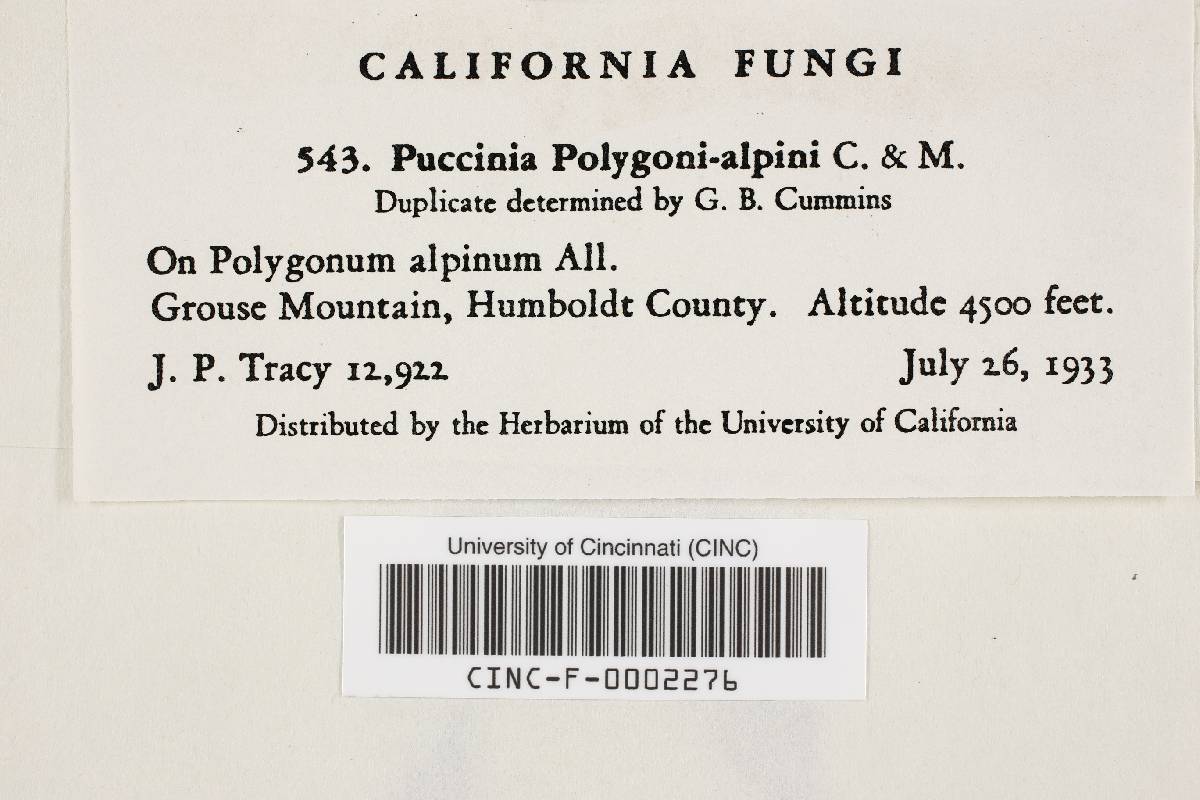 CALIFORNIA FUNGI
543. Puccinia Polygoni-alpini C. & M.
Duplicate determined by G. B. Cummins
On Polygonum alpinum All.
Grouse Mountain, Humboldt County. Altitude 4500 feet.
J. P. Tracy 12,922 July 26, 1933
Distributed by the Herbarium of the University of California
University of Cincinnati (CINC)
CINC-F-0002276